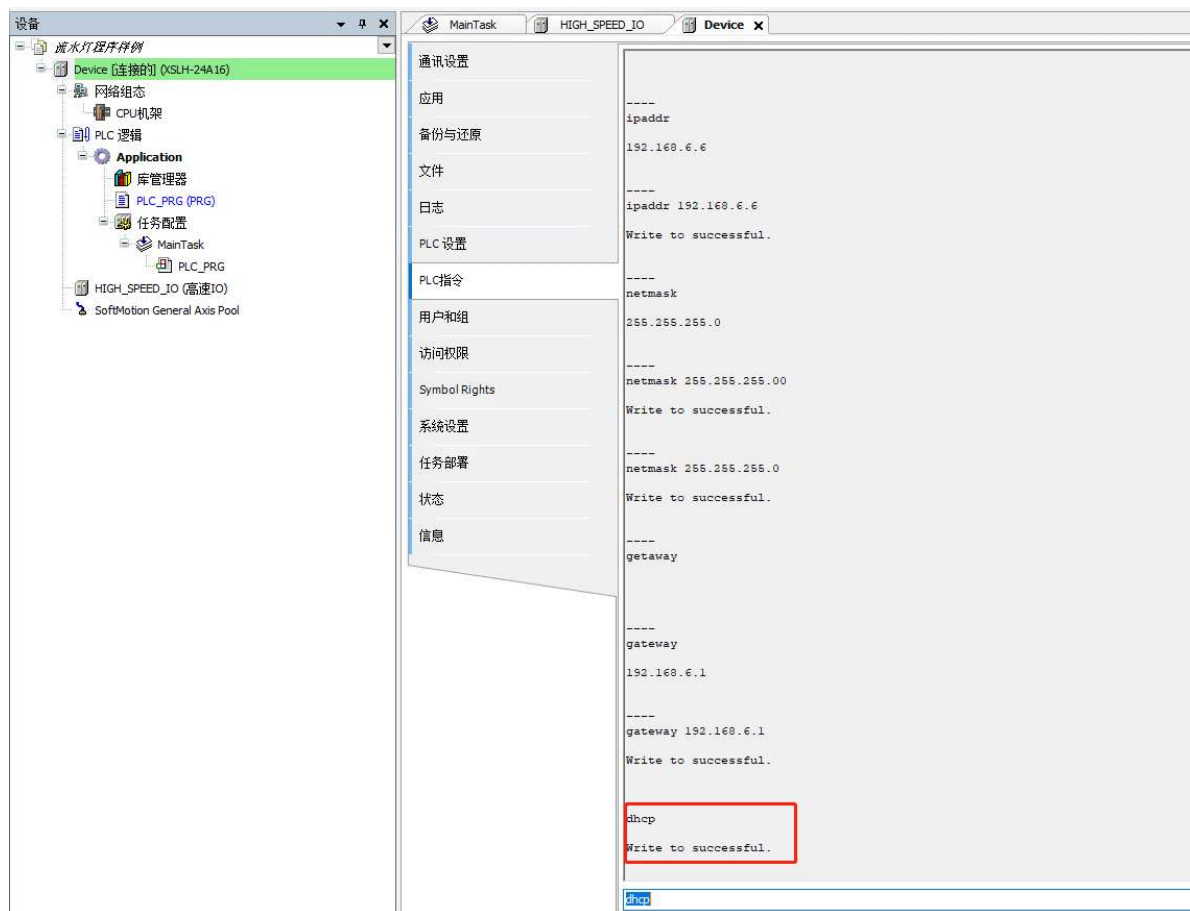 设备
流水灯程序样例
Device [连接的] (XSLH-24A16)
网络组态
CPU机架
PLC 逻辑
Application
库管理器
PLC_PRG (PRG)
任务配置
MainTask
PLC_PRG
HIGH_SPEED_IO (高速IO)
SoftMotion General Axis Pool
MainTask
HIGH_SPEED_IO
Device
通讯设置
应用
备份与还原
文件
日志
PLC 设置
PLC指令
用户和组
访问权限
Symbol Rights
系统设置
任务部署
状态
信息
----
ipaddr
192.168.6.6
----
ipaddr 192.168.6.6
Write to successful.
----
netmask
255.255.255.0
----
netmask 255.255.255.00
Write to successful.
----
netmask 255.255.255.0
Write to successful.
----
getaway
----
gateway
192.168.6.1
----
gateway 192.168.6.1
Write to successful.
dhcp
Write to successful.
dhcp